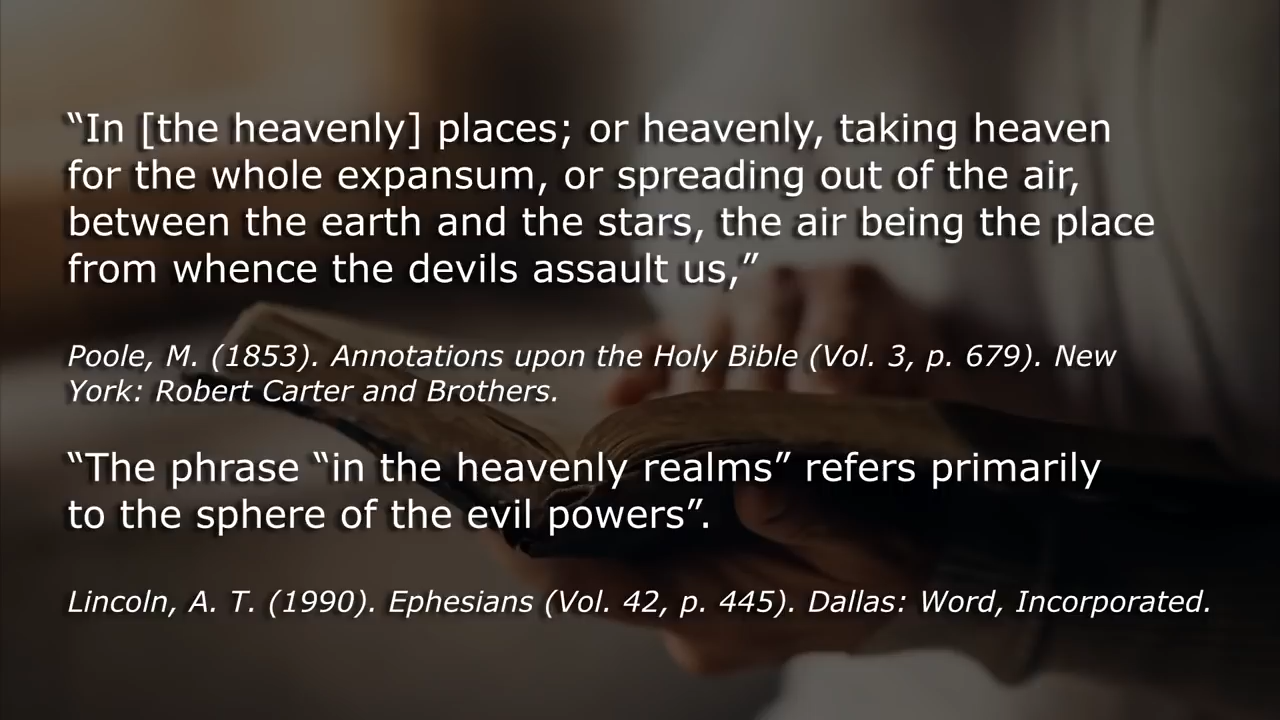 “In [the heavenly] places; or heavenly, taking heaven
for the whole expansum, or spreading out of the air,
between the earth and the stars, the air being the place
from whence the devils assault us,”
Poole, M. (1853). Annotations upon the Holy Bible (Vol. 3, p. 679). New
York: Robert Carter and Brothers.
“The phrase “in the heavenly realms” refers primarily
to the sphere of the evil powers”.
Lincoln, A. T. (1990). Ephesians (Vol. 42, p. 445). Dallas: Word, Incorporated.